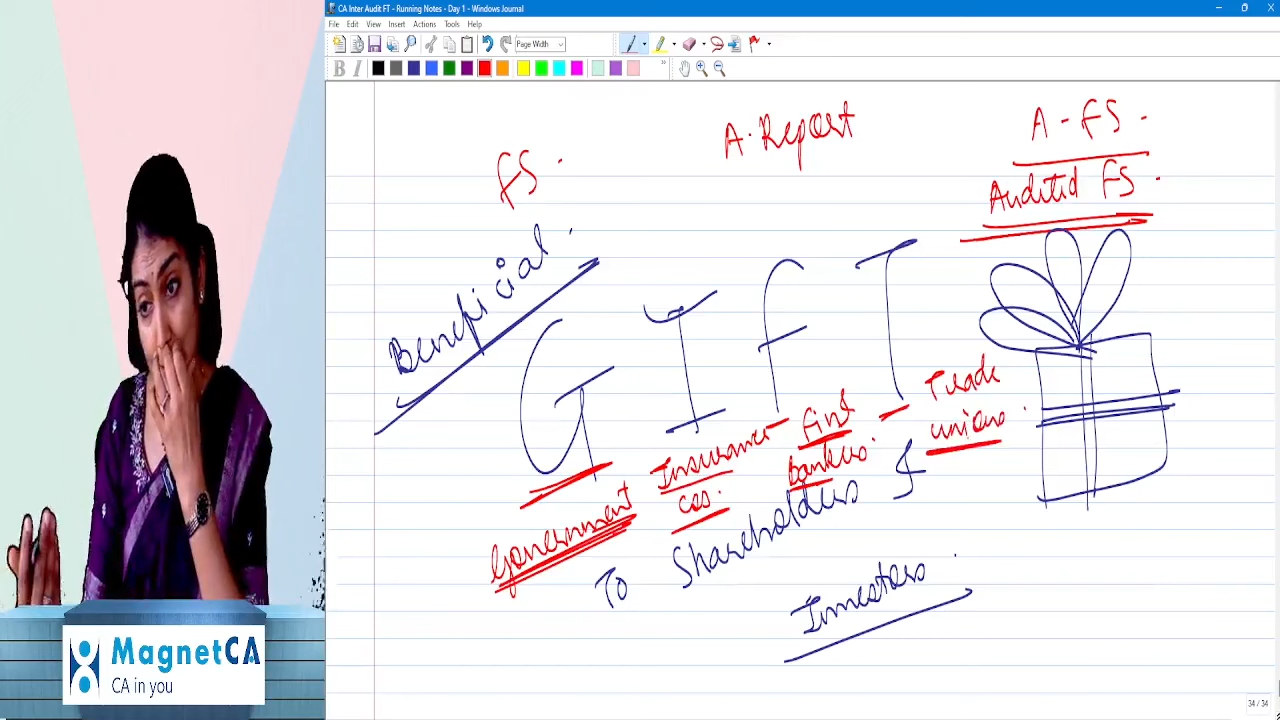 CA Inter Audit FT - Running Notes - Day 1 - Windows Journal
File Edit View Insert Actions Tools Help
Page Width
B I
FS.
A. Report
A - FS.
Audited FS.
Beneficial.
G I F T
Government
Insurance
cos.
bankers.
Trade
unions.
To Shareholders &
Investors
MagnetCA
CA in you
34 / 34